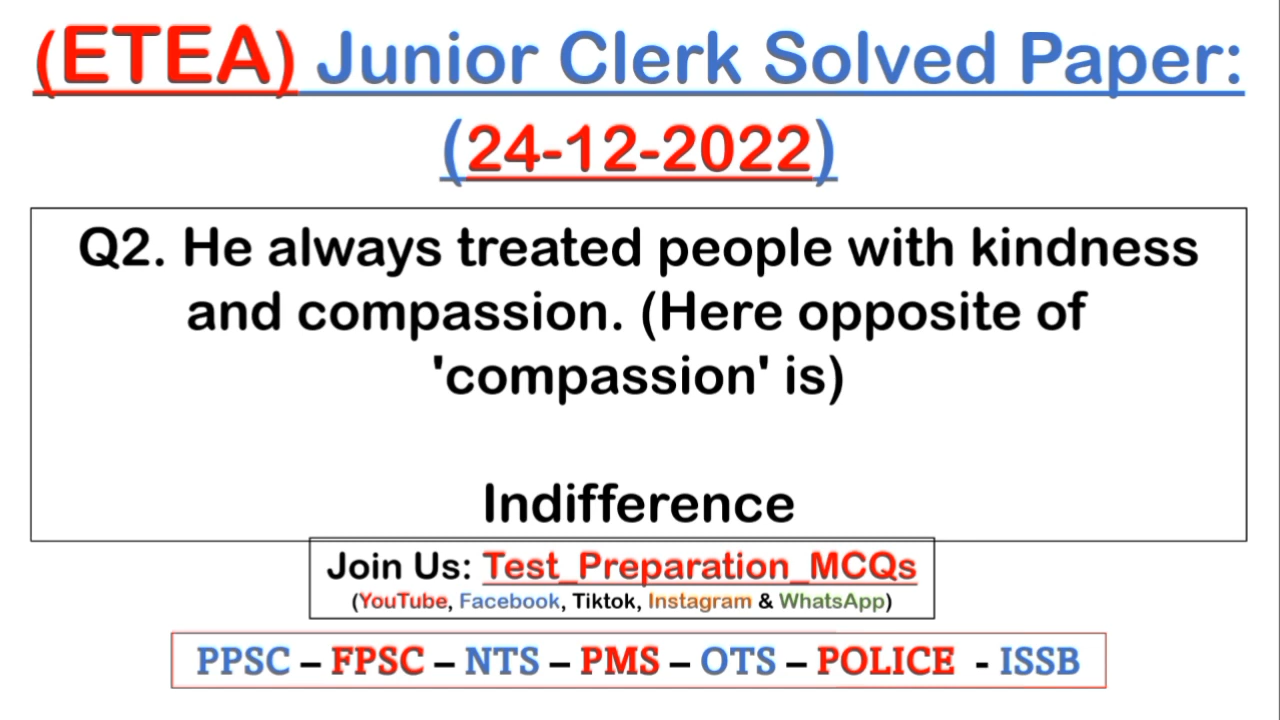 (ETEA) Junior Clerk Solved Paper:
(24-12-2022)
Q2. He always treated people with kindness
and compassion. (Here opposite of
'compassion' is)
Indifference
Join Us: Test_Preparation_MCQs
(YouTube, Facebook, Tiktok, Instagram & WhatsApp)
PPSC – FPSC – NTS – PMS – OTS – POLICE - ISSB